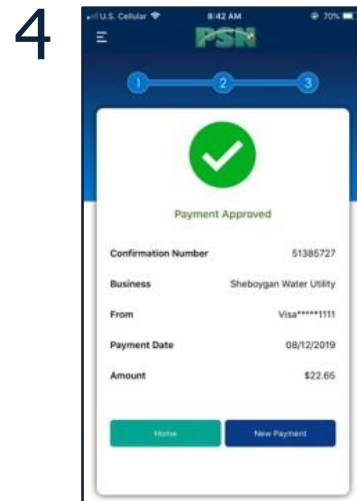 4
U.S. Cellular 8:42 AM 70%
PSN
1 2 3
Payment Approved
Confirmation Number 51385727
Business Sheboygan Water Utility
From Visa*****1111
Payment Date 08/12/2019
Amount $22.65
Home New Payment